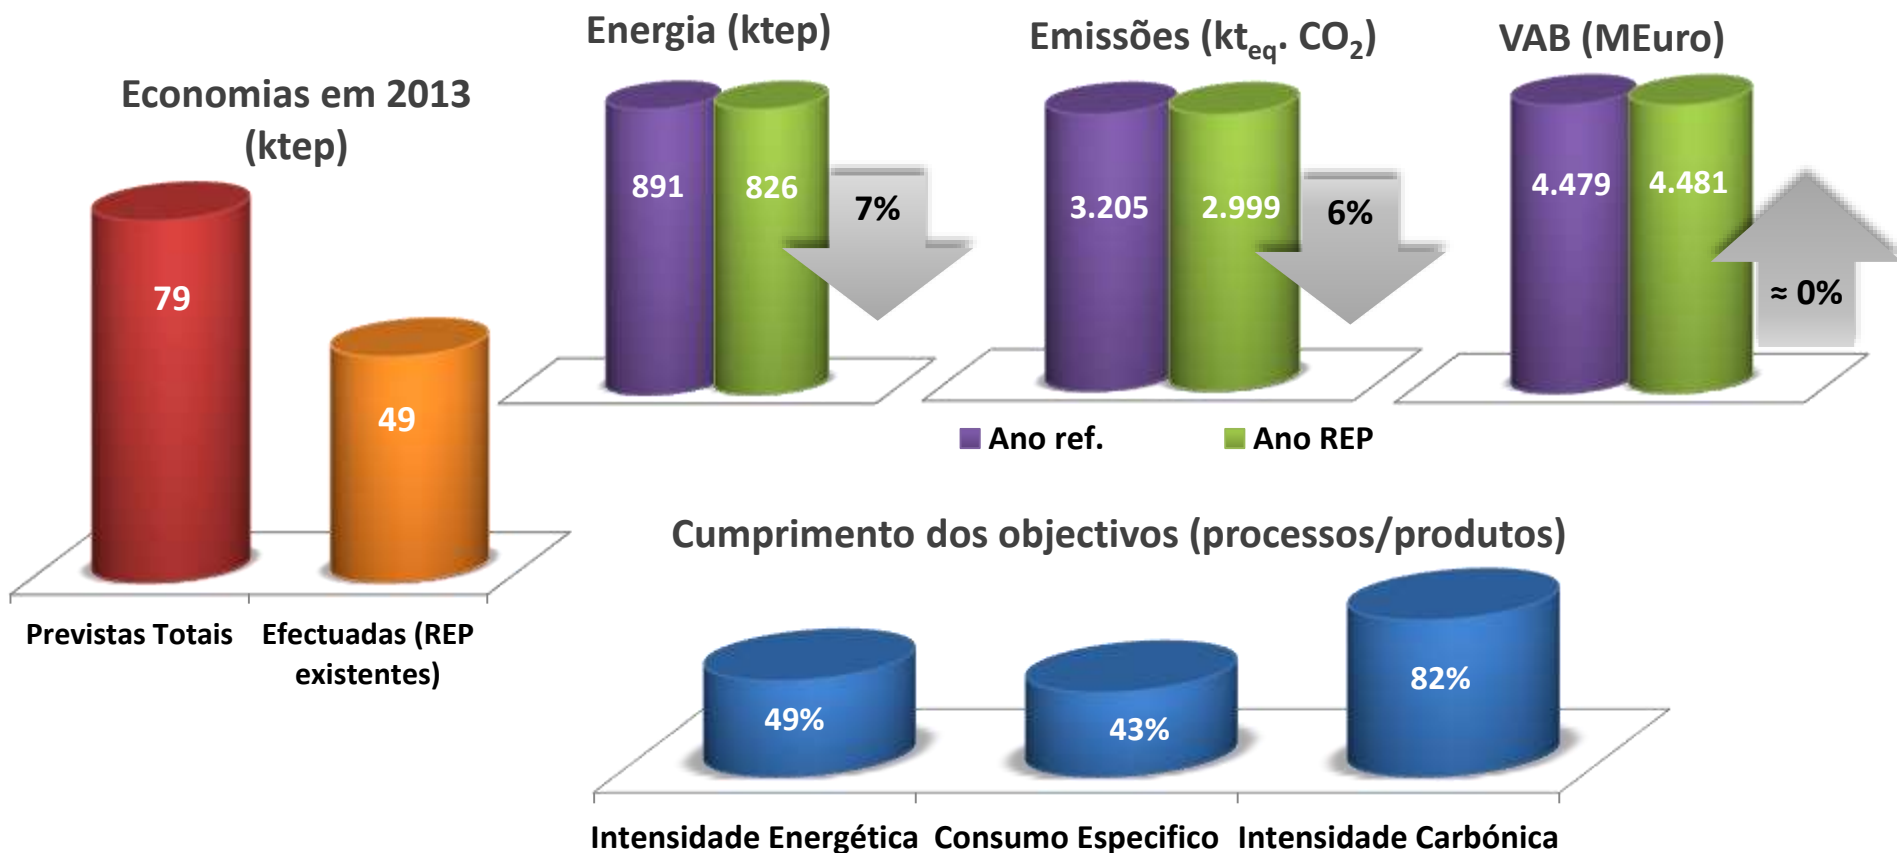 Economias em 2013
(ktep)
79
49
Previstas Totais
Efectuadas (REP
existentes)
Energia (ktep)
891
826
7%
Emissões (kteq. CO2)
3.205
2.999
6%
VAB (MEuro)
4.479
4.481
≈ 0%
Ano ref.
Ano REP
Cumprimento dos objectivos (processos/produtos)
49%
43%
82%
Intensidade Energética
Consumo Especifico
Intensidade Carbónica